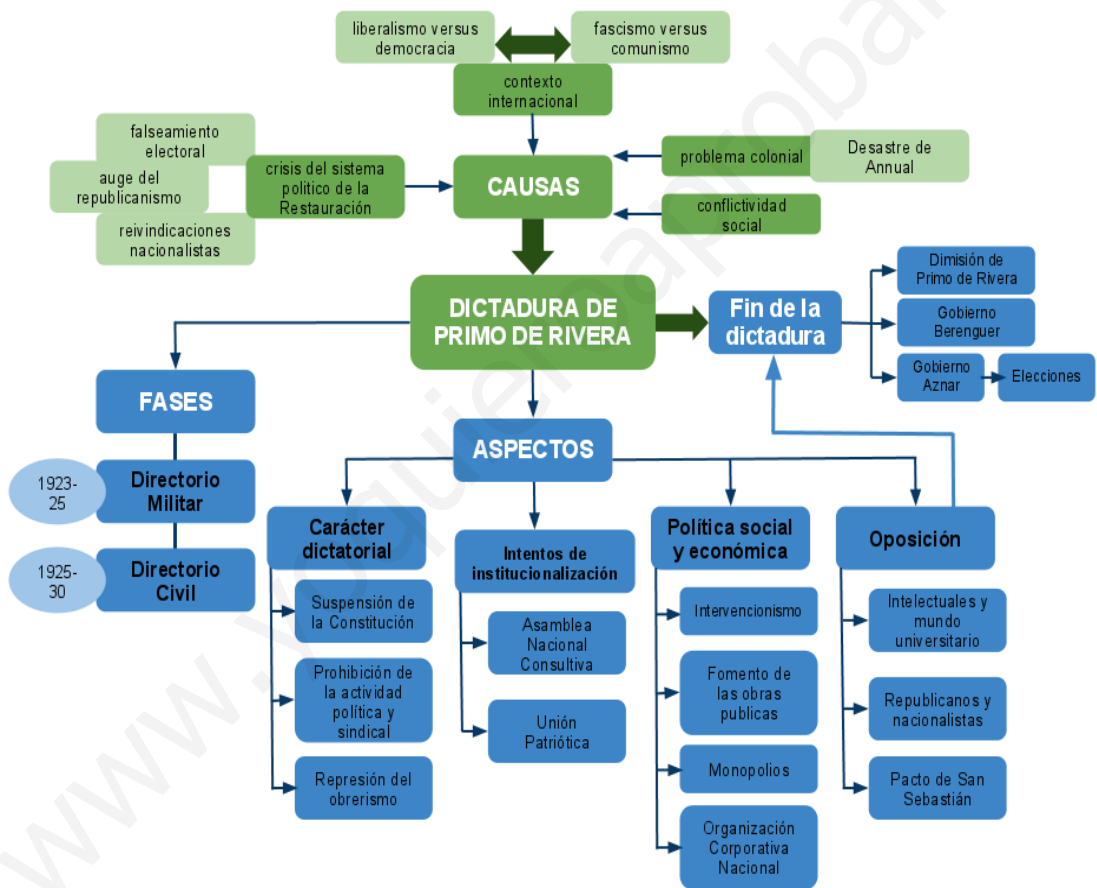 liberalismo versus
democracia
fascismo versus
comunismo
contexto
internacional
falseamiento
electoral
auge del
republicanismo
reivindicaciones
nacionalistas
crisis del sistema
politico de la
Restauración
CAUSAS
problema colonial
Desastre de
Annual
conflictividad
social
DICTADURA DE
PRIMO DE RIVERA
Fin de la
dictadura
Dimisión de
Primo de Rivera
Gobierno
Berenguer
Gobierno
Aznar
Elecciones
FASES
1923-
25
Directorio
Militar
1925-
30
Directorio
Civil
ASPECTOS
Carácter
dictatorial
Suspensión de
la Constitución
Prohibición de
la actividad
política y
sindical
Represión del
obrerismo
Intentos de
institucionalización
Asamblea
Nacional
Consultiva
Unión
Patriótica
Política social
y económica
Intervencionismo
Fomento de
las obras
publicas
Monopolios
Organización
Corporativa
Nacional
Oposición
Intelectuales y
mundo
universitario
Republicanos y
nacionalistas
Pacto de San
Sebastián